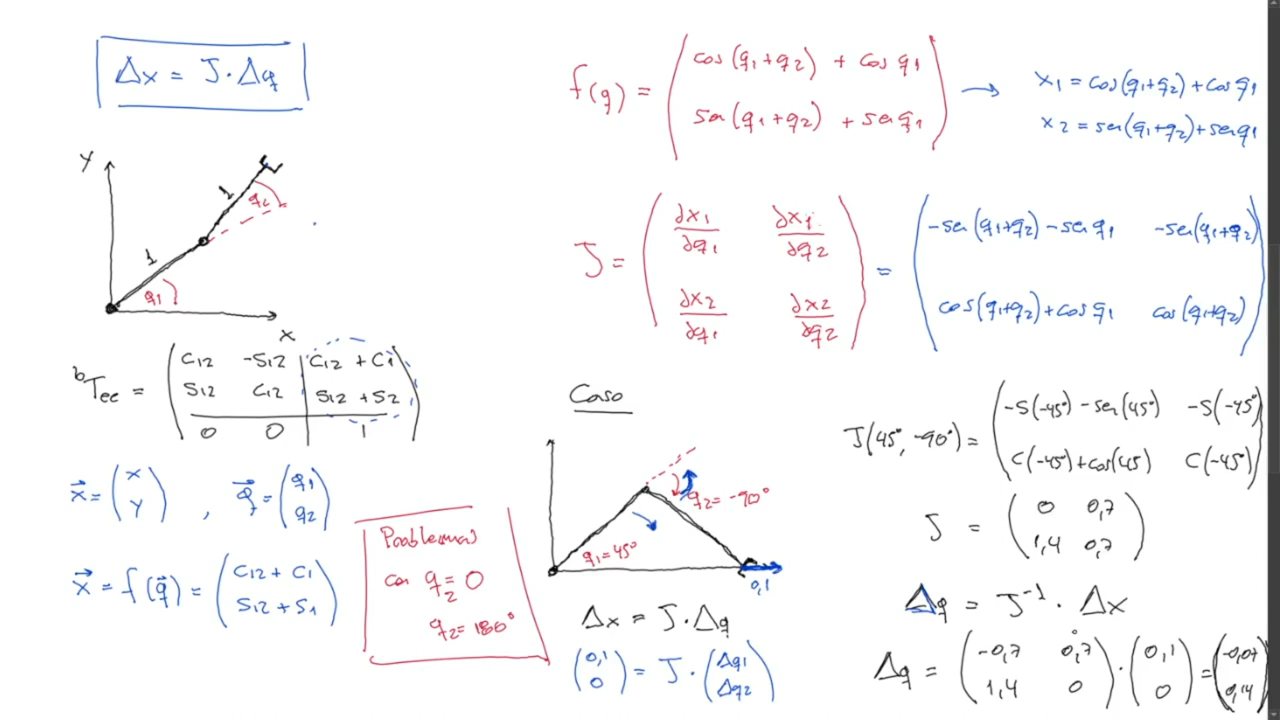 Δx = J·Δq
y
1
1
q2
q1
x
bTee = ( C12 -S12 | C12 + C1
S12 C12 | S12 + S2
0 0 | 1 )
x = ( x
y ) , q = ( q1
q2 )
x = f(q) = ( C12 + C1
S12 + S1 )
Problemas
con q2 = 0
q2 = 180°
f(q) = ( cos(q1+q2) + cos q1
sen(q1+q2) + sen q1 )
→ x1 = cos(q1+q2) + cos q1
x2 = sen(q1+q2) + sen q1
J = ( ∂x1/∂q1 ∂x1/∂q2
∂x2/∂q1 ∂x2/∂q2 )
= ( -sen(q1+q2) - sen q1 -sen(q1+q2)
cos(q1+q2) + cos q1 cos(q1+q2) )
Caso
q2 = -90°
q1 = 45°
0,1
Δx = J·Δq
( 0,1
0 ) = J · ( Δq1
Δq2 )
J(45°, -90°) = ( -S(-45°) - sen(45°) -S(-45°)
C(-45°) + cos(45) C(-45°) )
J = ( 0 0,7
1,4 0,7 )
Δq = J-1 · Δx
Δq = ( -0,7 0,7
1,4 0 ) · ( 0,1
0 ) = ( -0,07
0,14 )